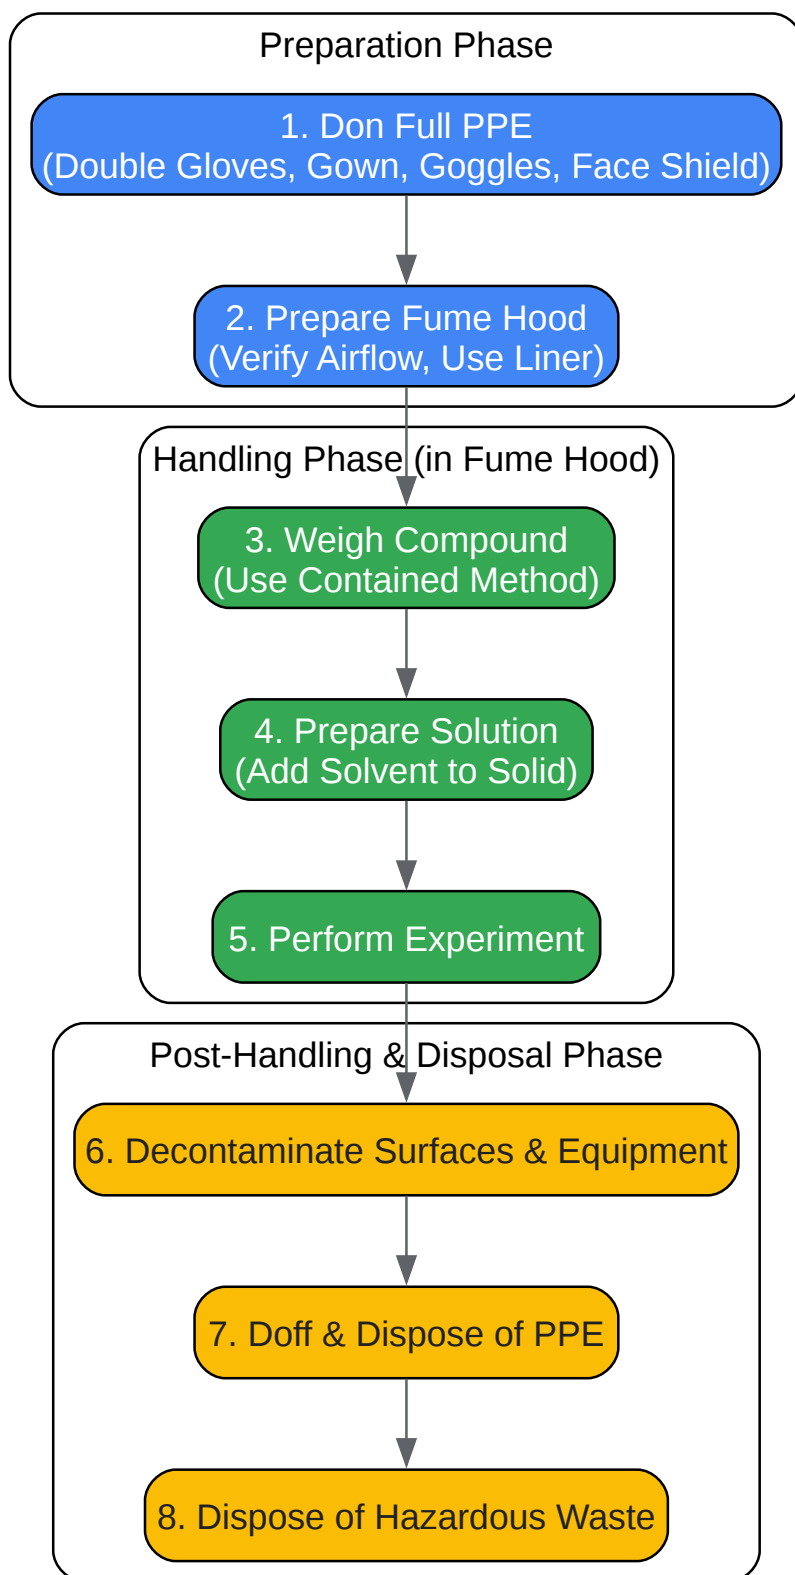 Preparation Phase
1. Don Full PPE
(Double Gloves, Gown, Goggles, Face Shield)
2. Prepare Fume Hood
(Verify Airflow, Use Liner)
Handling Phase (in Fume Hood)
3. Weigh Compound
(Use Contained Method)
4. Prepare Solution
(Add Solvent to Solid)
5. Perform Experiment
Post-Handling & Disposal Phase
6. Decontaminate Surfaces & Equipment
7. Doff & Dispose of PPE
8. Dispose of Hazardous Waste